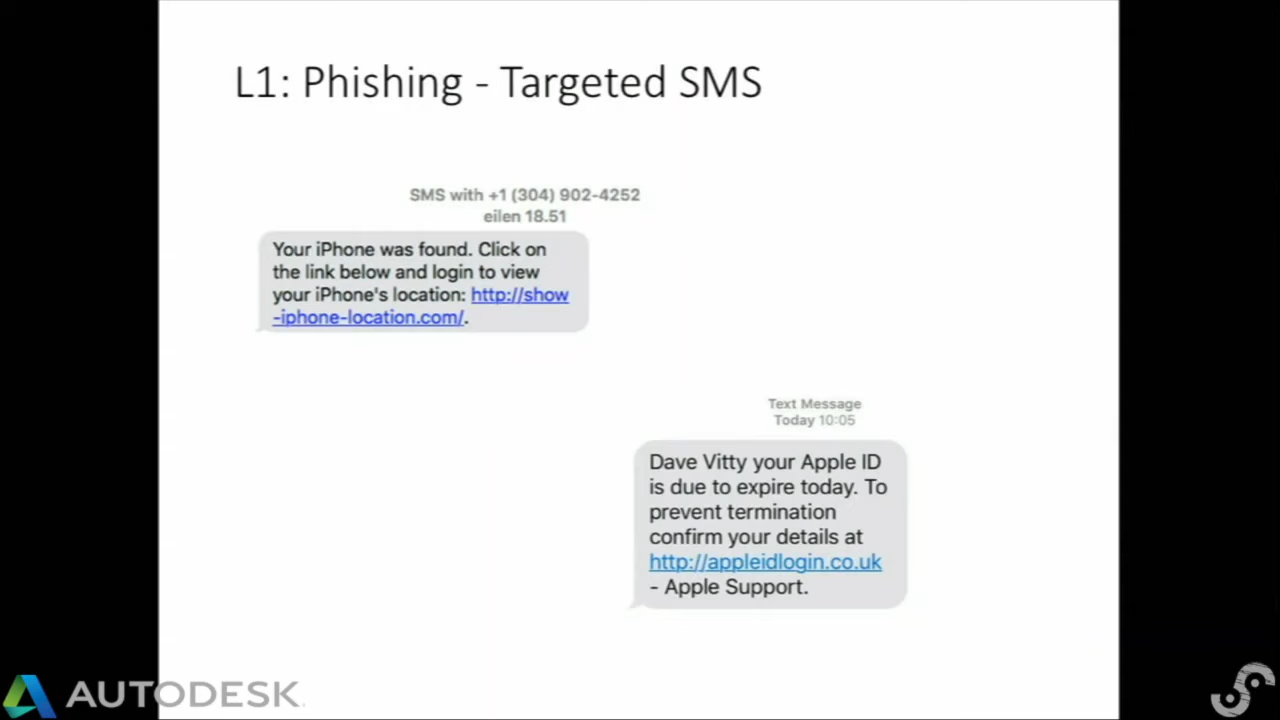 L1: Phishing - Targeted SMS
SMS with +1 (304) 902-4252
eilen 18.51
Your iPhone was found. Click on
the link below and login to view
your iPhone's location: http://show
-iphone-location.com/.
Text Message
Today 10:05
Dave Vitty your Apple ID
is due to expire today. To
prevent termination
confirm your details at
http://appleidlogin.co.uk
- Apple Support.
AUTODESK.